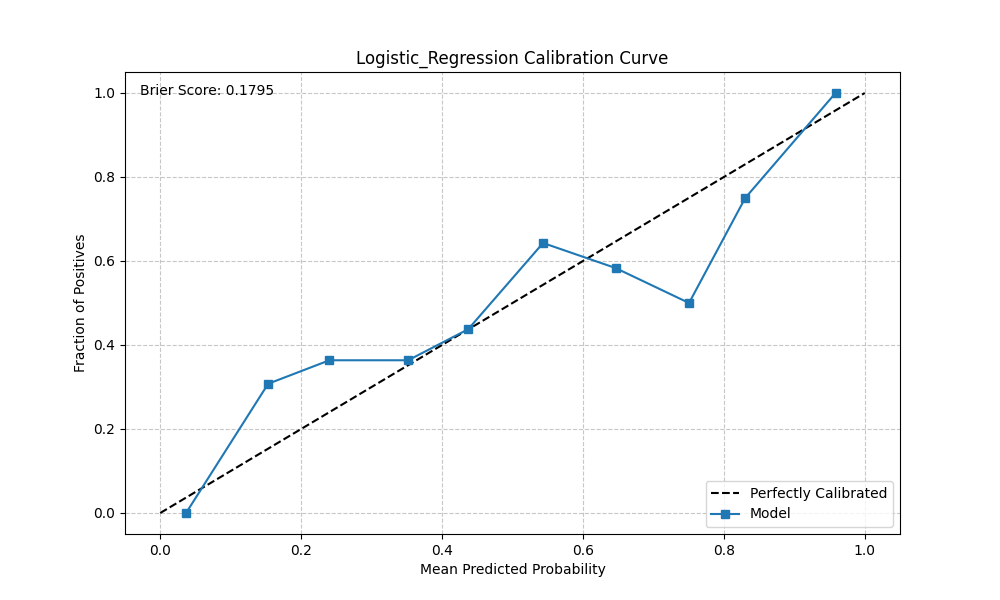 Logistic_Regression Calibration Curve
Brier Score: 0.1795
Fraction of Positives
1.0
0.8
0.6
0.4
0.2
0.0
Perfectly Calibrated
Model
0.0 0.2 0.4 0.6 0.8 1.0
Mean Predicted Probability